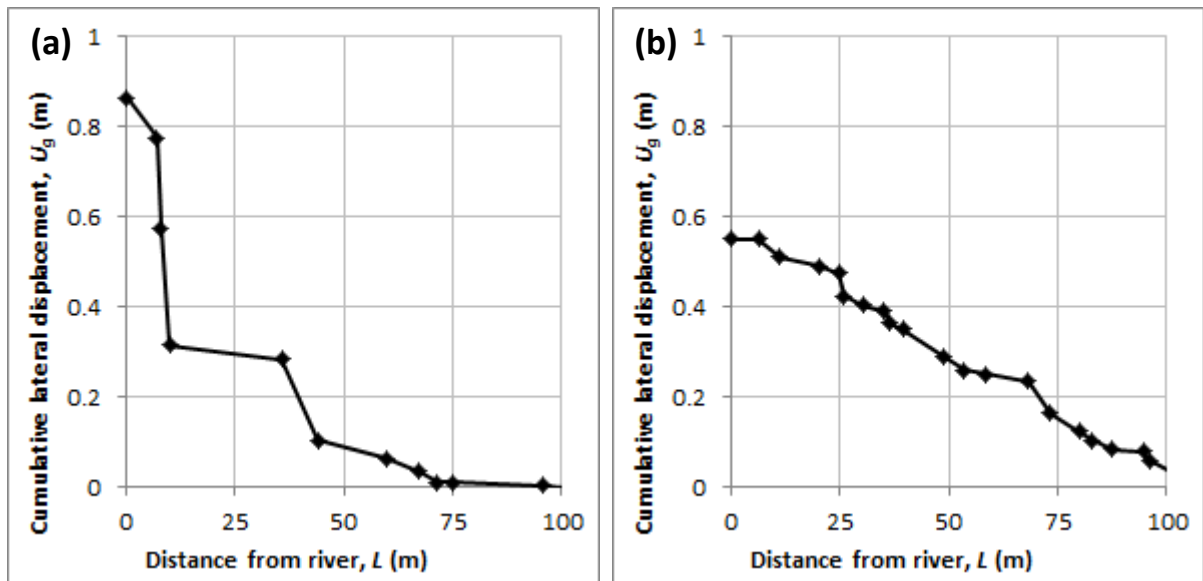 (a)
Cumulative lateral displacement, Ug (m)
1
0.8
0.6
0.4
0.2
0
0 25 50 75 100
Distance from river, L (m)
(b)
Cumulative lateral displacement, Ug (m)
1
0.8
0.6
0.4
0.2
0
0 25 50 75 100
Distance from river, L (m)